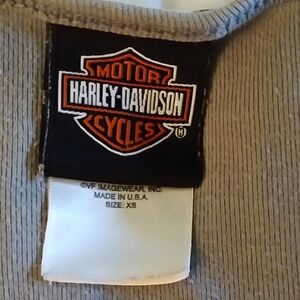 MOTOR
HARLEY-DAVIDSON
CYCLES ®
©VF IMAGEWEAR, INC.
MADE IN U.S.A.
SIZE: XS